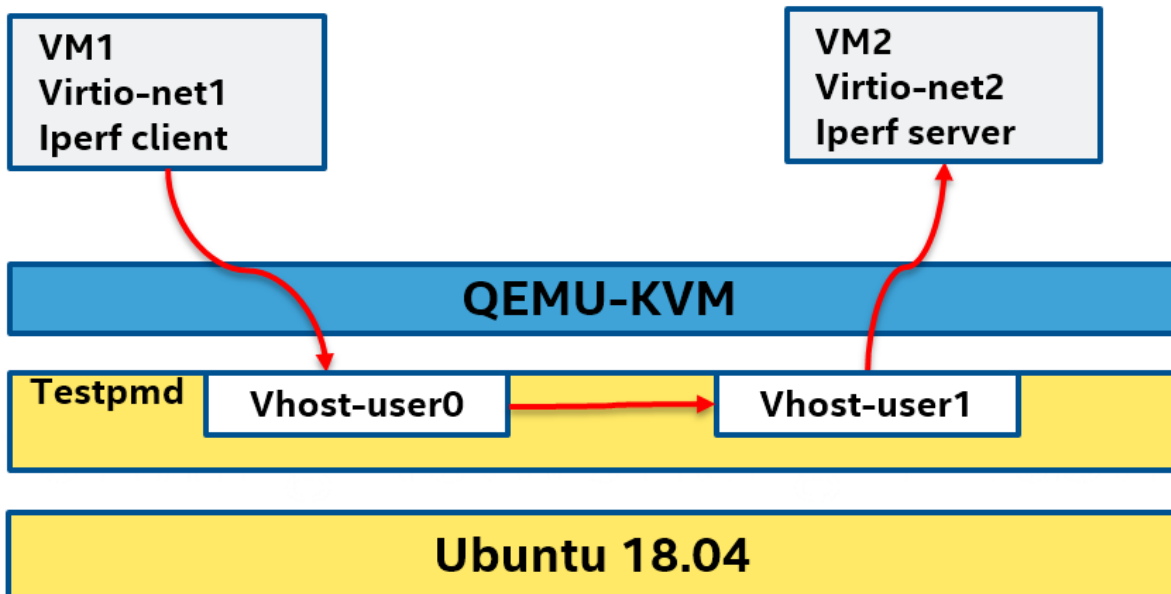 VM1
Virtio-net1
Iperf client
VM2
Virtio-net2
Iperf server
QEMU-KVM
Testpmd
Vhost-user0
Vhost-user1
Ubuntu 18.04